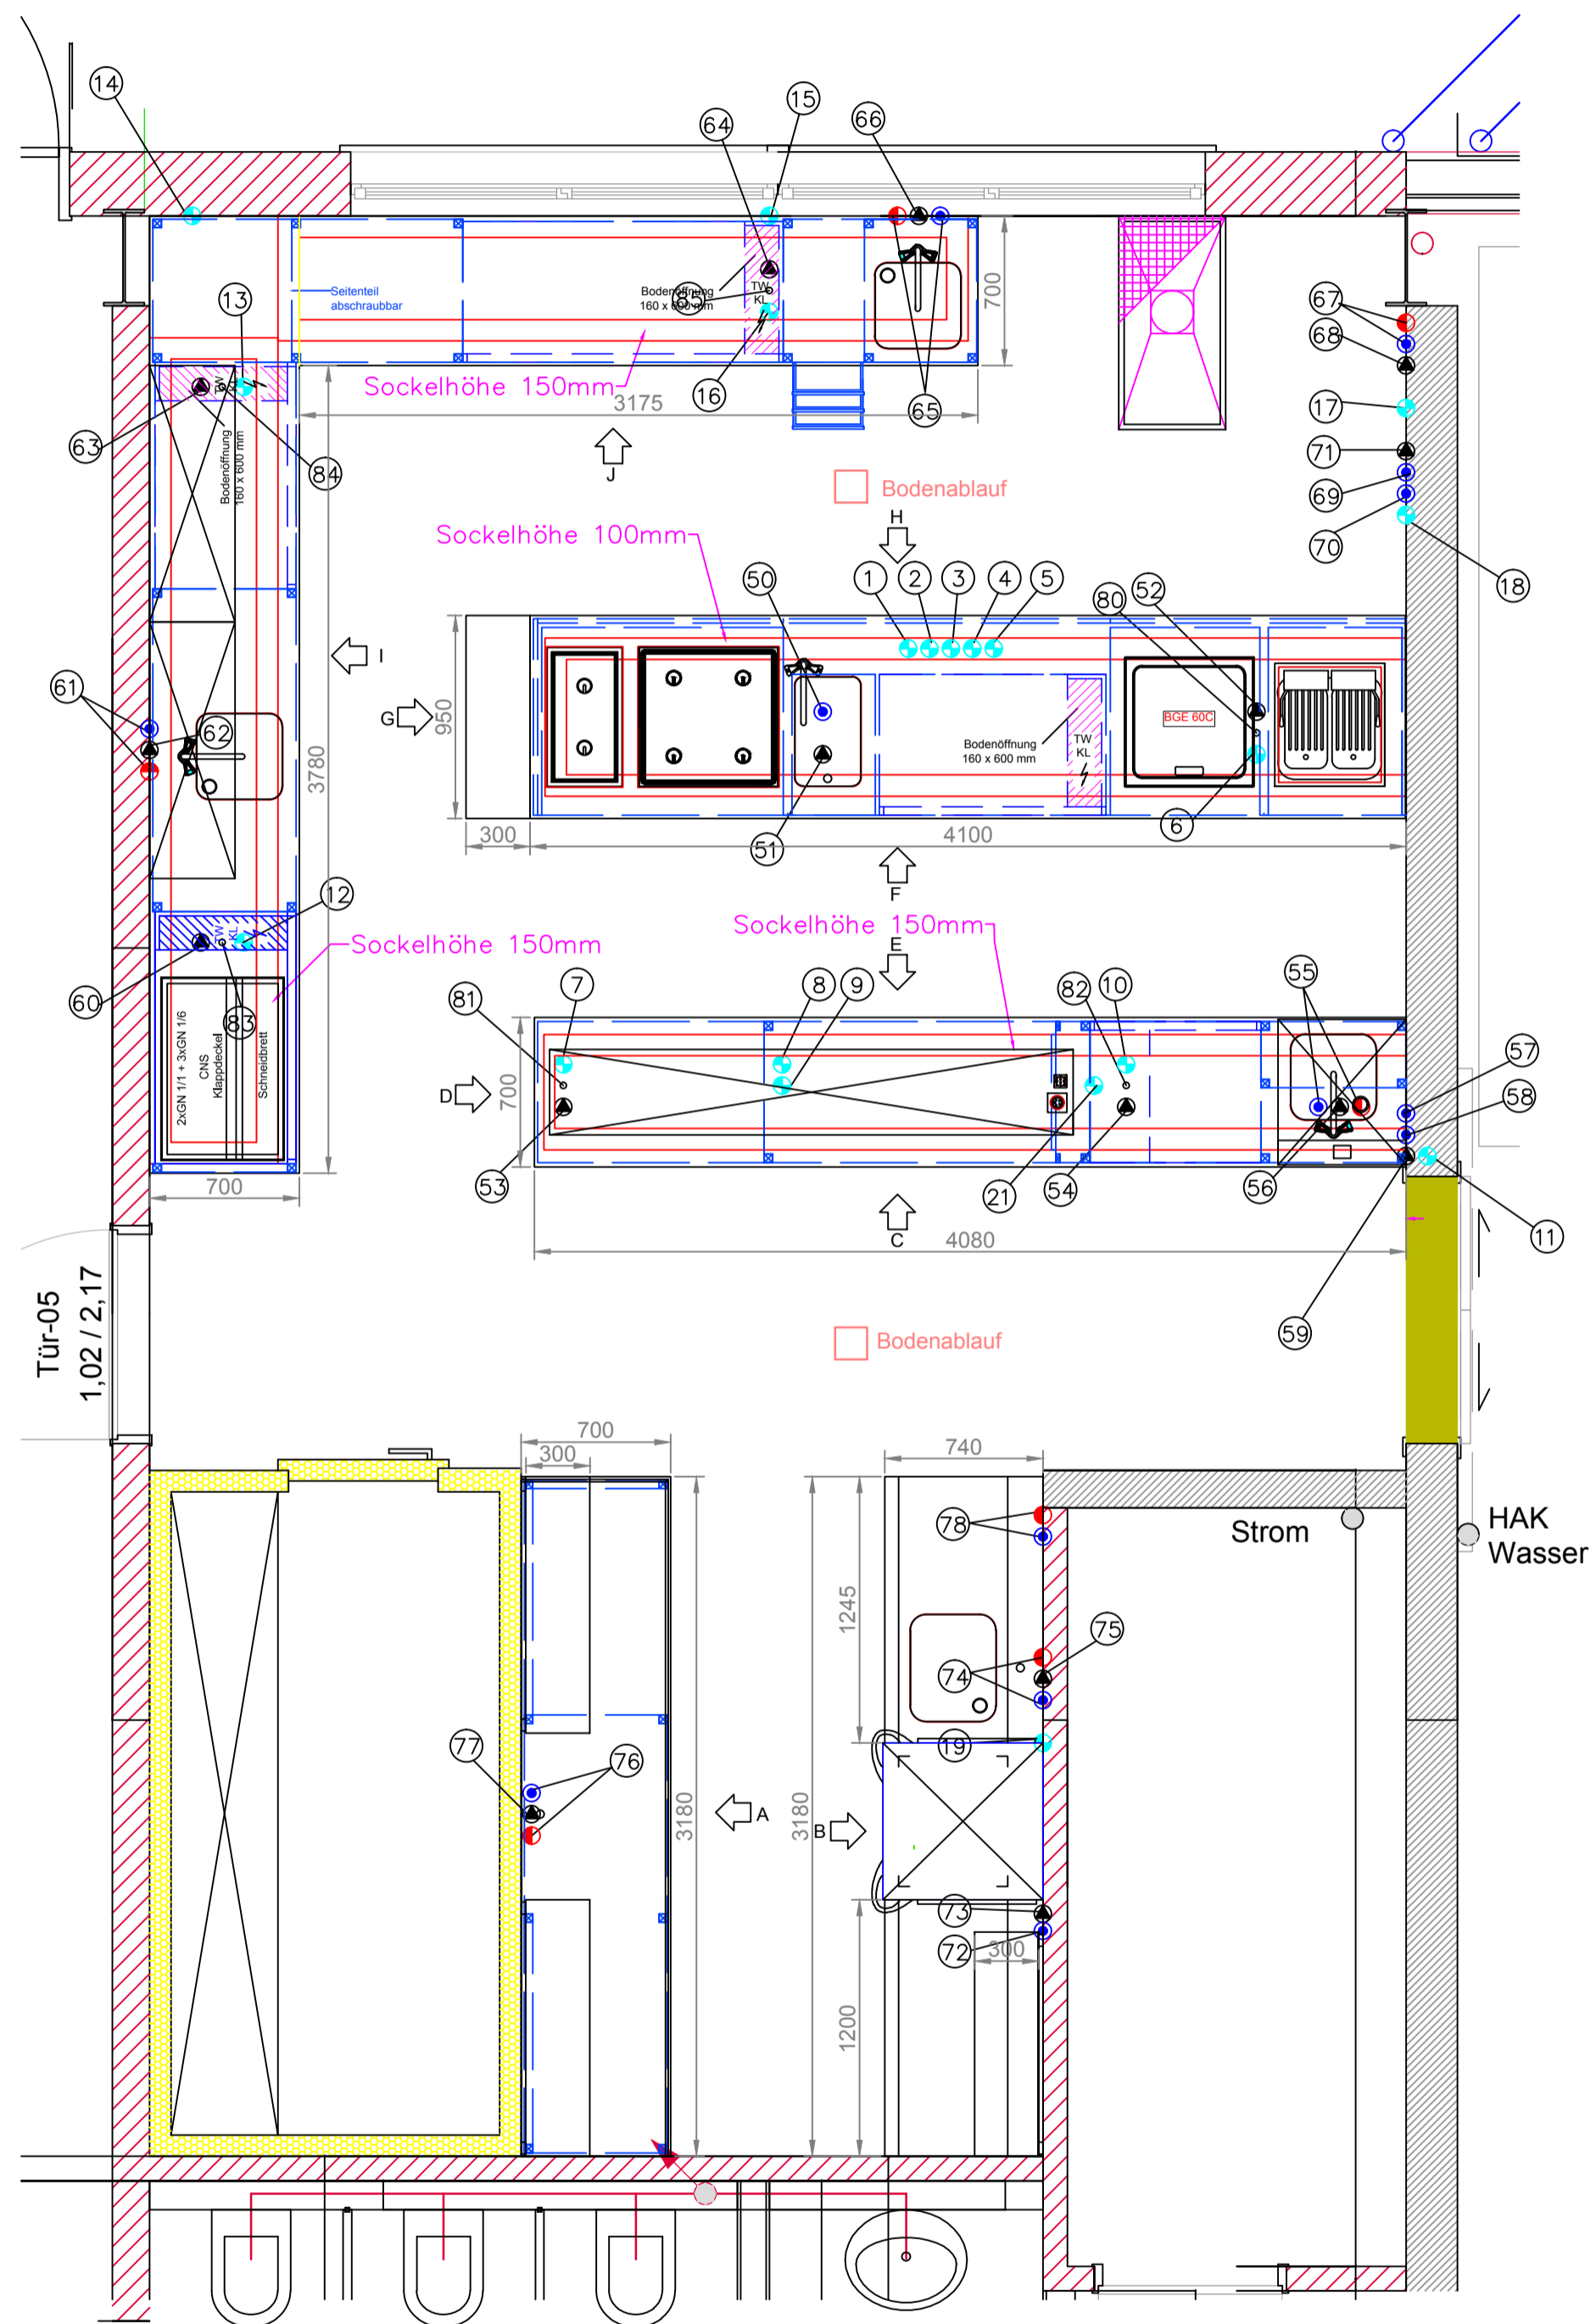 14
15
64
66
13
Seitenteil
abschraubbar
Bodenöffnung
160 x 600 mm
85
TW
KL
700
67
68
Sockelhöhe 150mm
16
65
3175
17
63
TW
KL
Bodenöffnung
160 x 600 mm
84
J
71
69
70
18
Bodenablauf
Sockelhöhe 100mm
H
50
1
2
3
4
5
80
52
I
61
62
3780
G
950
BGE 60C
Bodenöffnung
160 x 600 mm
TW
KL
300
51
4100
6
F
12
TW
KL
Sockelhöhe 150mm
Sockelhöhe 150mm
E
60
83
2xGN 1/1 + 3xGN 1/6
CNS
Klappdeckel
Schneidbrett
81
7
8
9
82
10
55
57
58
D
700
53
21
54
56
700
C
4080
11
59
Tür-05
1,02 / 2,17
Bodenablauf
700
300
740
78
Strom
HAK
Wasser
1245
75
74
19
77
76
A
3180
3180
B
73
72
300
1200